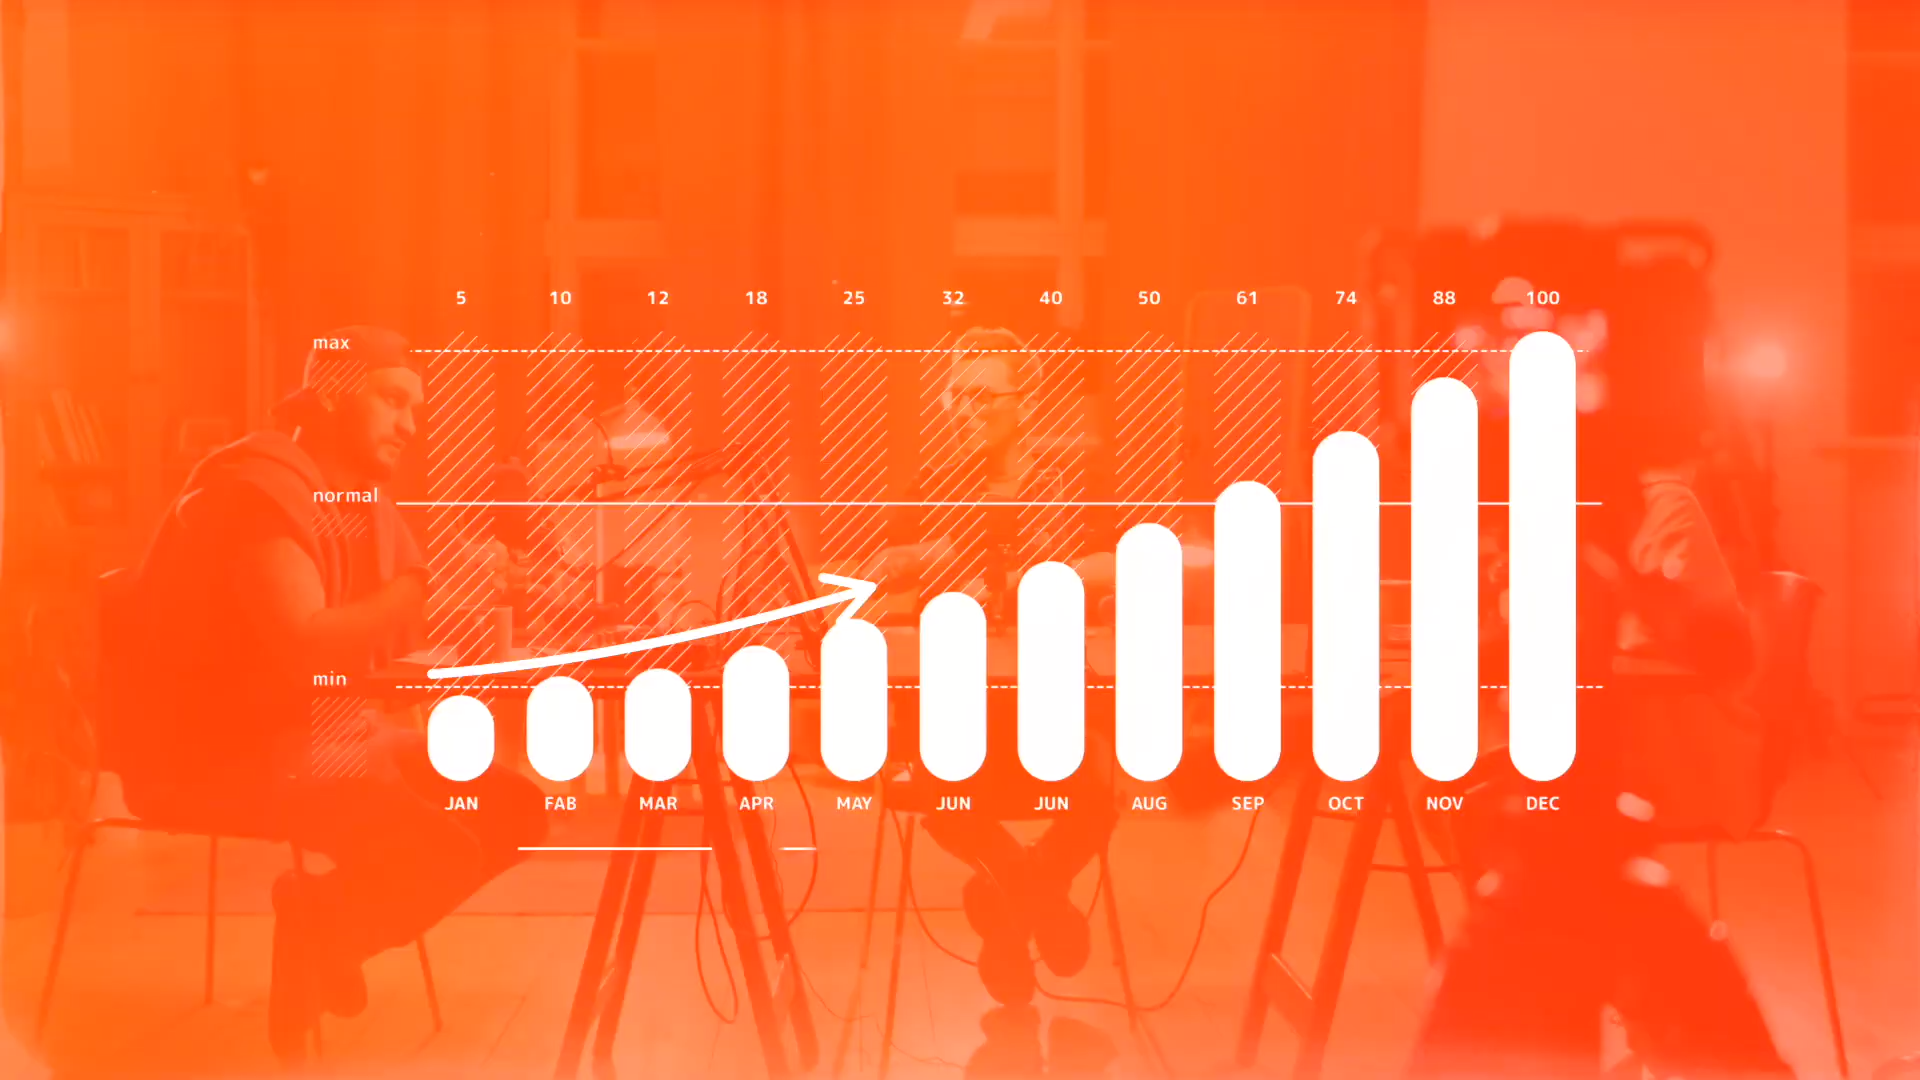 5 10 12 18 25 32 40 50 61 74 88 100
max
normal
min
JAN FAB MAR APR MAY JUN JUN AUG SEP OCT NOV DEC